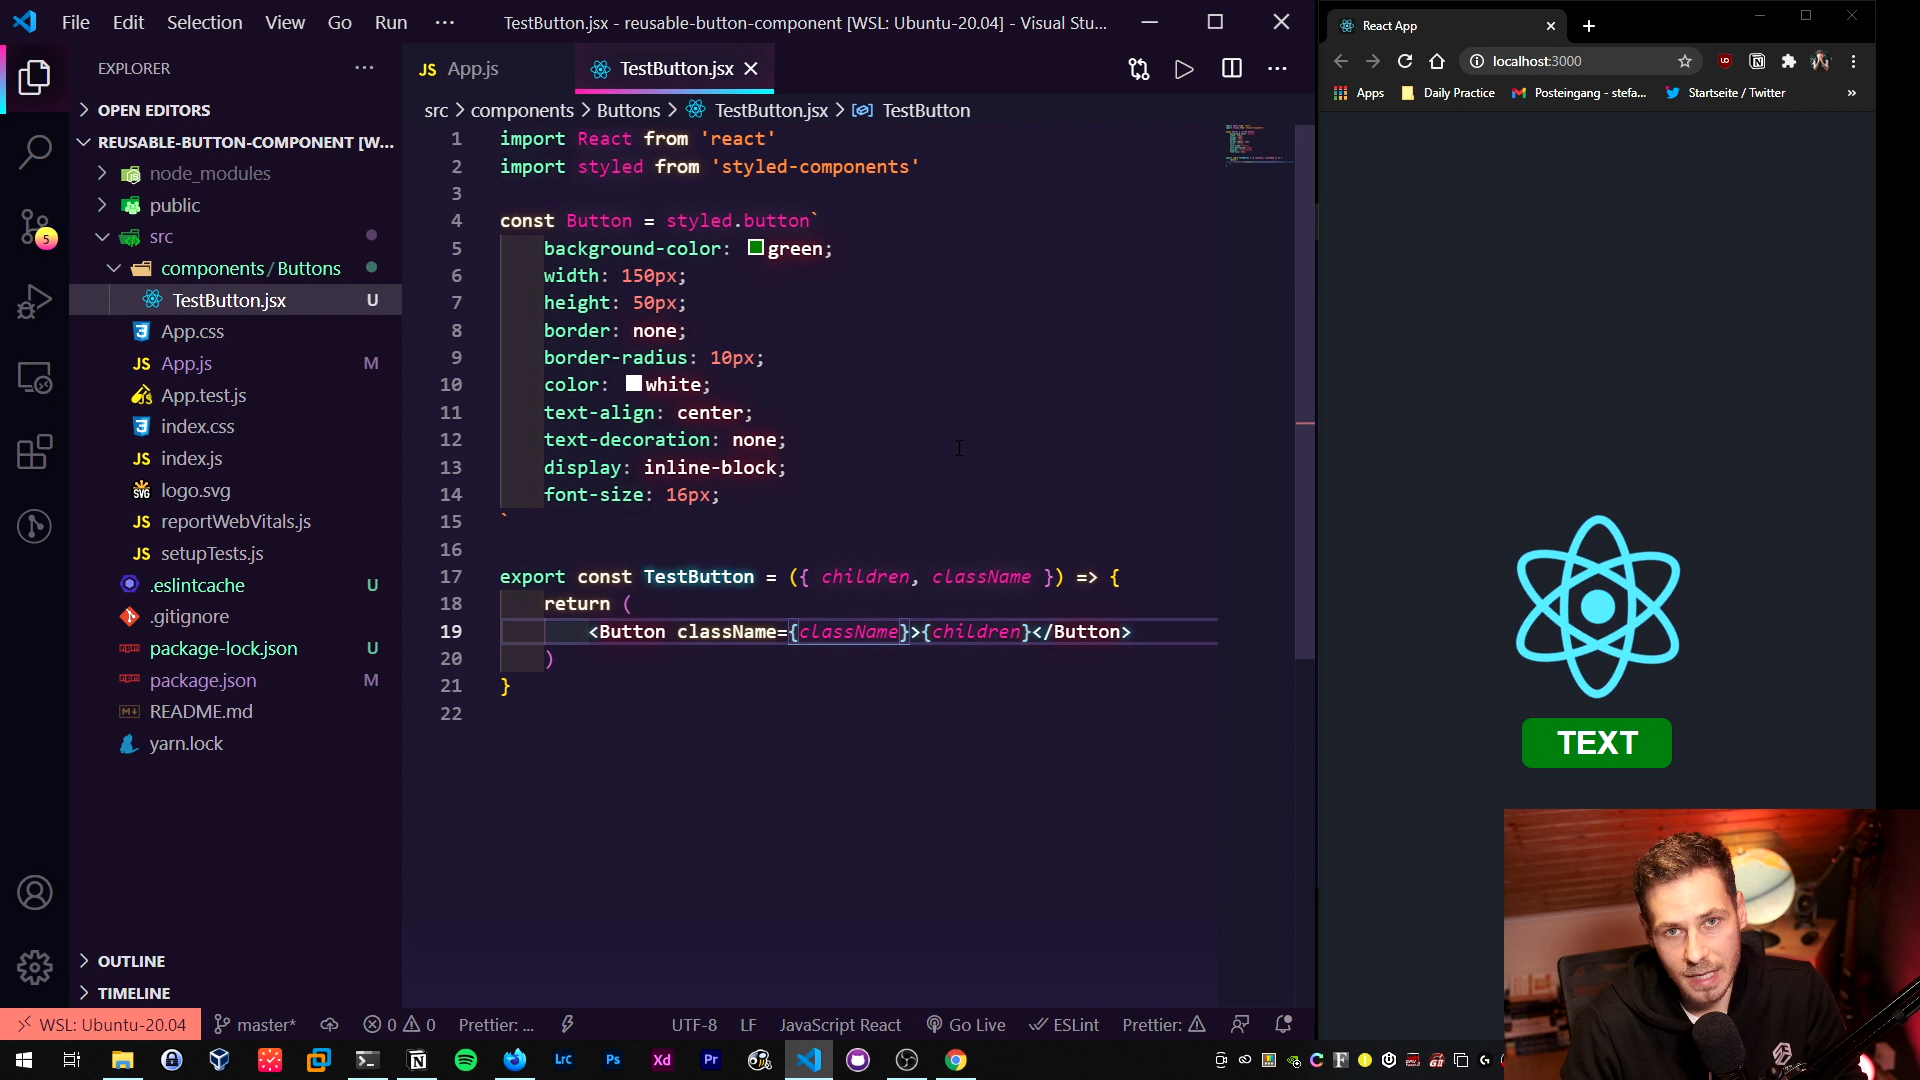 File Edit Selection View Go Run ···
TestButton.jsx - reusable-button-component [WSL: Ubuntu-20.04] - Visual Stu...
EXPLORER
OPEN EDITORS
REUSABLE-BUTTON-COMPONENT [W...
node_modules
public
src
components/Buttons
TestButton.jsx U
App.css
App.js M
App.test.js
index.css
index.js
logo.svg
reportWebVitals.js
setupTests.js
.eslintcache U
.gitignore
package-lock.json U
package.json M
README.md
yarn.lock
OUTLINE
TIMELINE
5
JS App.js
TestButton.jsx
src > components > Buttons > TestButton.jsx > TestButton
1 import React from 'react'
2 import styled from 'styled-components'
3
4 const Button = styled.button`
5 background-color: green;
6 width: 150px;
7 height: 50px;
8 border: none;
9 border-radius: 10px;
10 color: white;
11 text-align: center;
12 text-decoration: none;
13 display: inline-block;
14 font-size: 16px;
15 `
16
17 export const TestButton = ({ children, className }) => {
18 return (
19 <Button className={className}>{children}</Button>
20 )
21 }
22
WSL: Ubuntu-20.04 master* 0 0 Prettier: ... UTF-8 LF JavaScript React Go Live ESLint Prettier:
React App
localhost:3000
Apps Daily Practice Posteingang - stefa... Startseite / Twitter »
TEXT
Lrc Ps Xd Pr